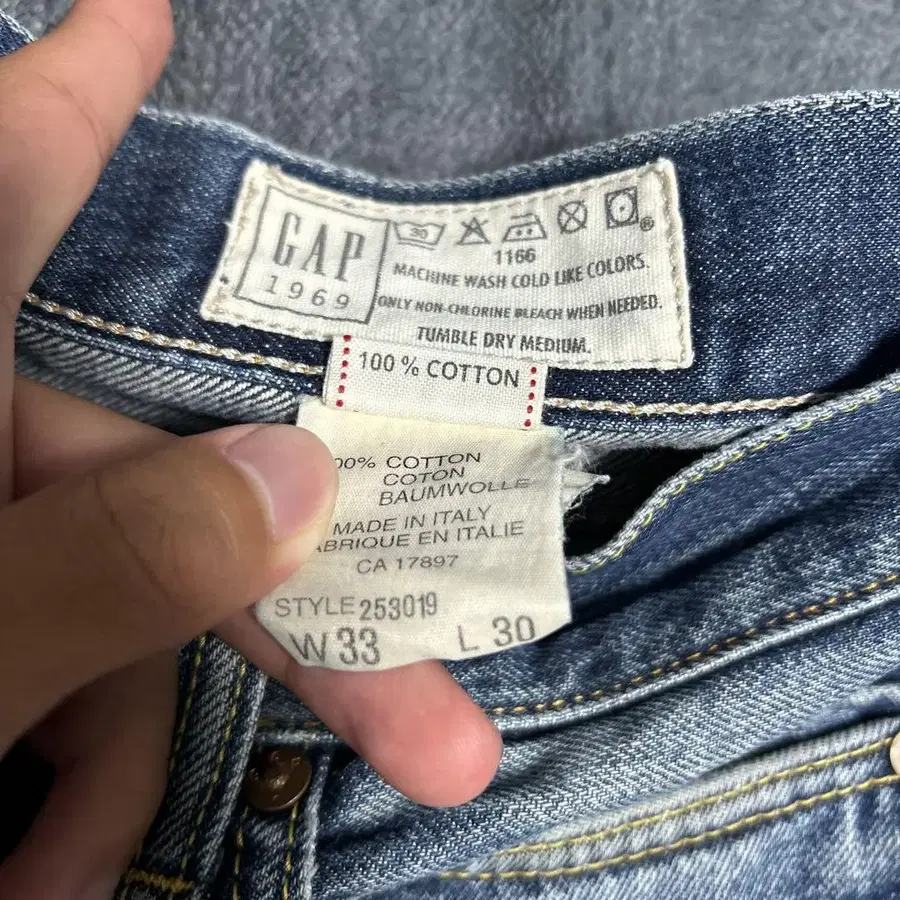 GAP
1969
30
1166
MACHINE WASH COLD LIKE COLORS.
ONLY NON-CHLORINE BLEACH WHEN NEEDED.
TUMBLE DRY MEDIUM.
100 % COTTON
00% COTTON
COTON
BAUMWOLLE
MADE IN ITALY
ABRIQUE EN ITALIE
CA 17897
STYLE 253019
W 33 L 30